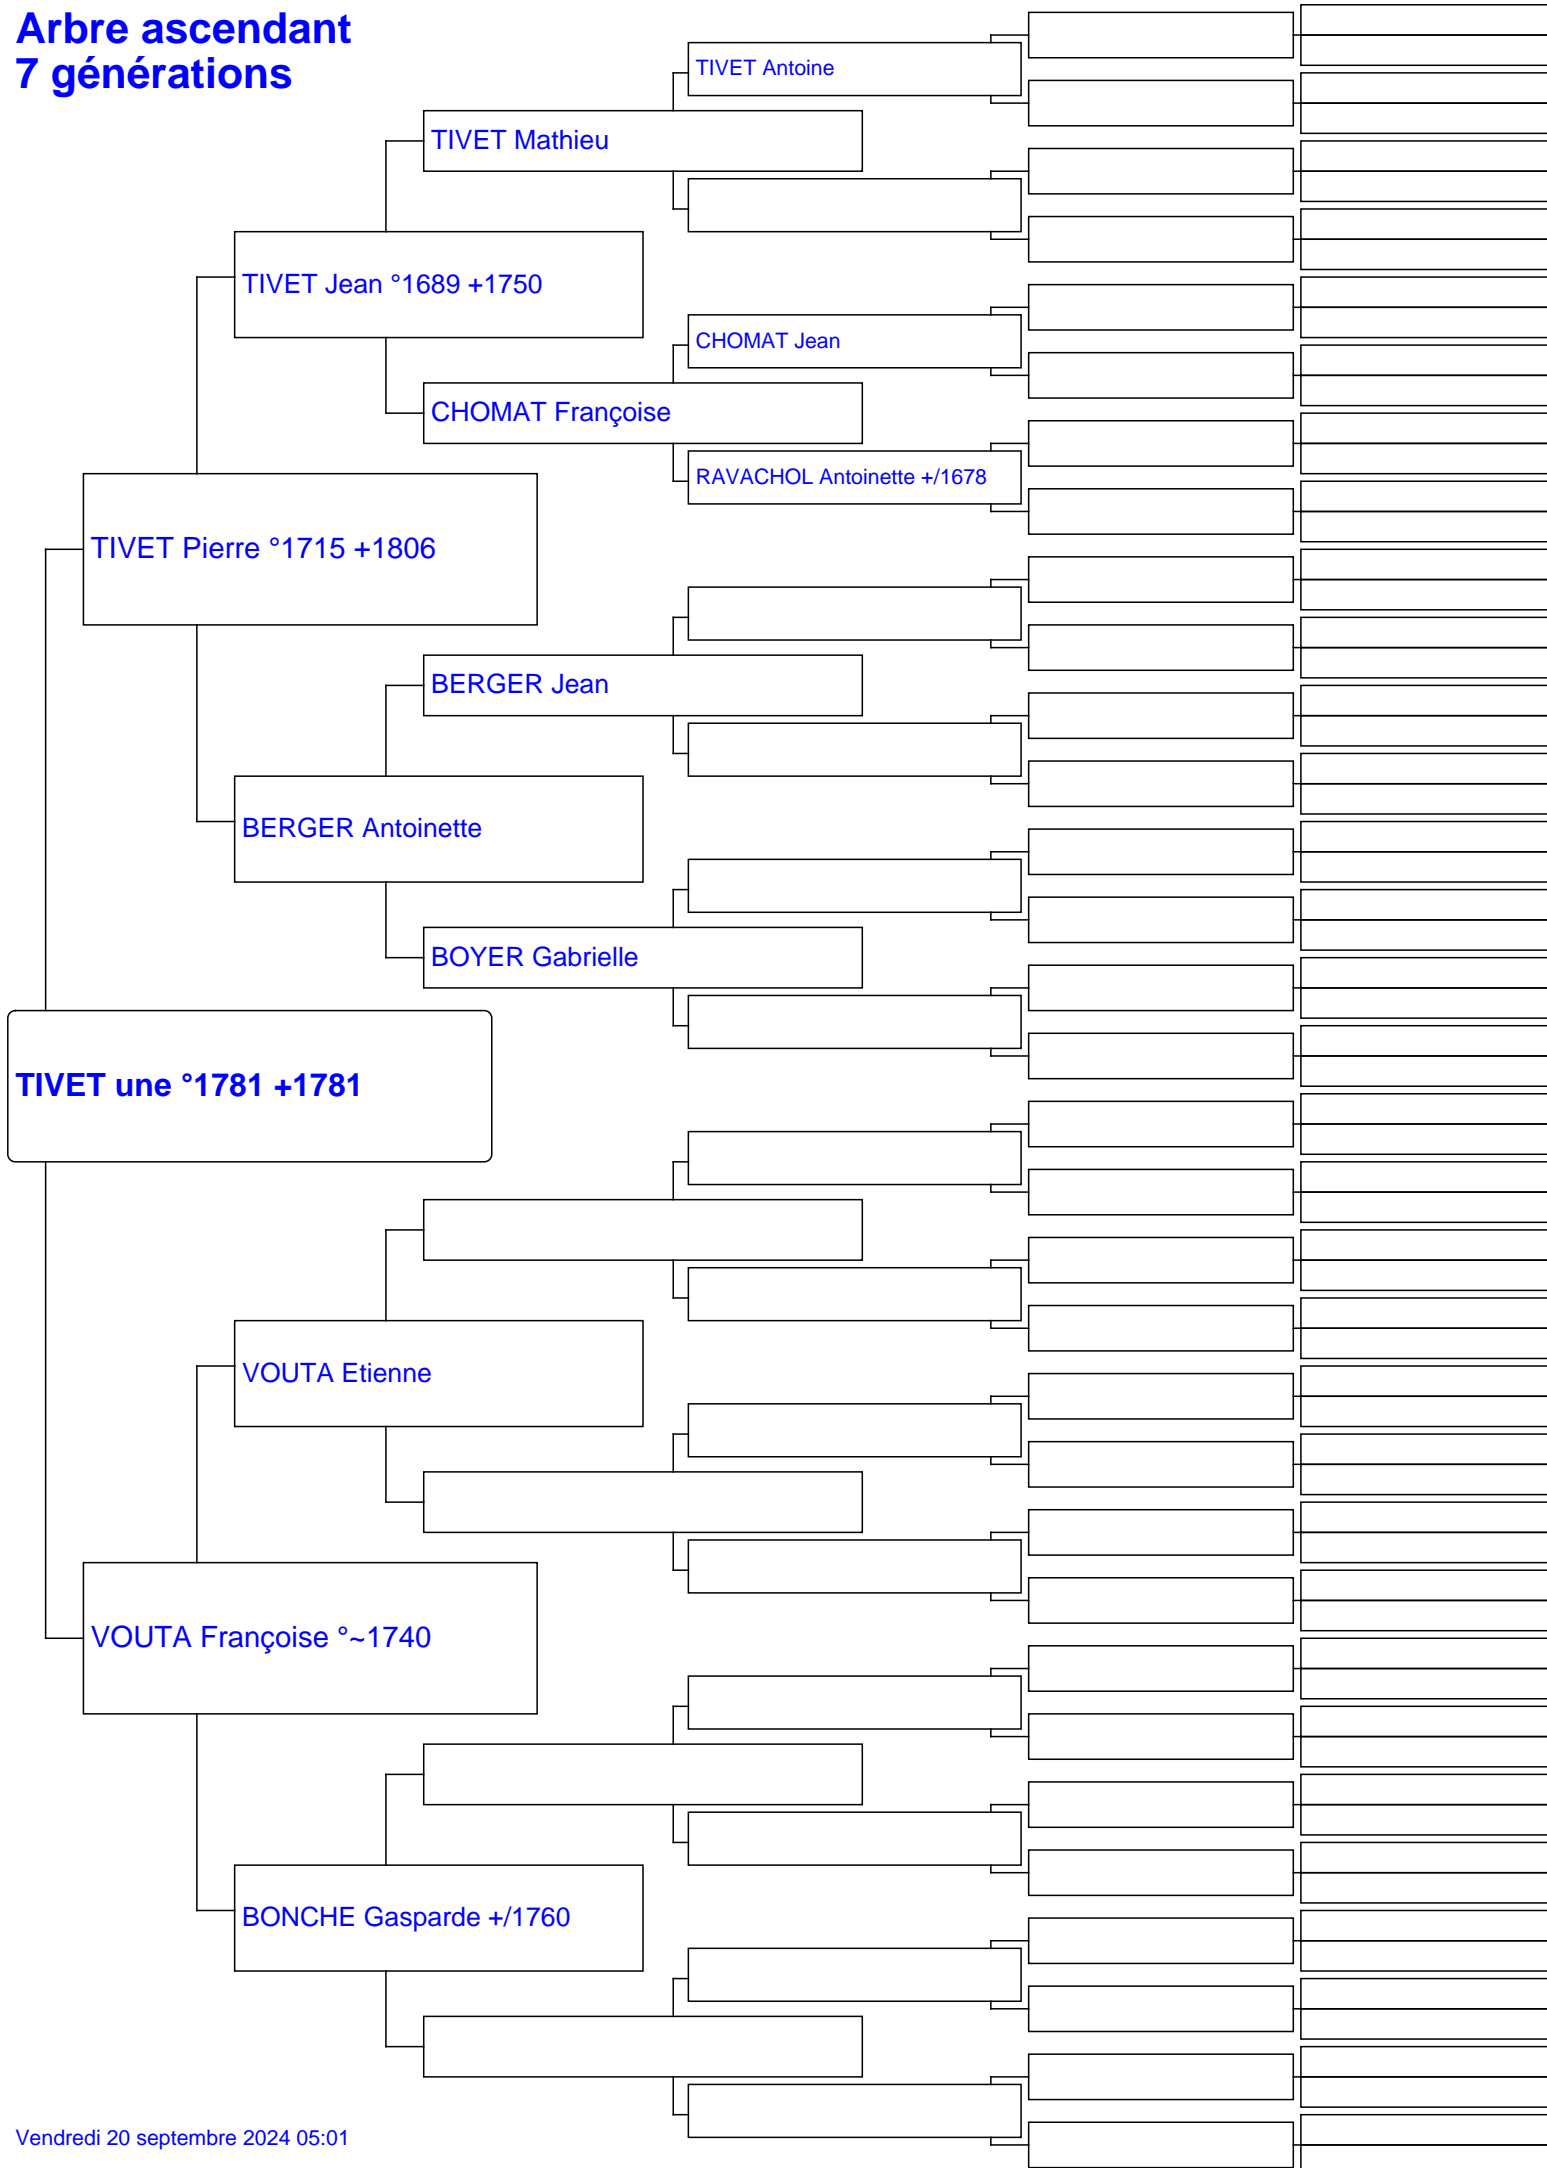 Arbre ascendant
7 générations
TIVET Antoine
TIVET Mathieu
TIVET Jean °1689 +1750
CHOMAT Jean
CHOMAT Françoise
RAVACHOL Antoinette +/1678
TIVET Pierre °1715 +1806
BERGER Jean
BERGER Antoinette
BOYER Gabrielle
TIVET une °1781 +1781
VOUTA Etienne
VOUTA Françoise °~1740
BONCHE Gasparde +/1760
Vendredi 20 septembre 2024 05:01